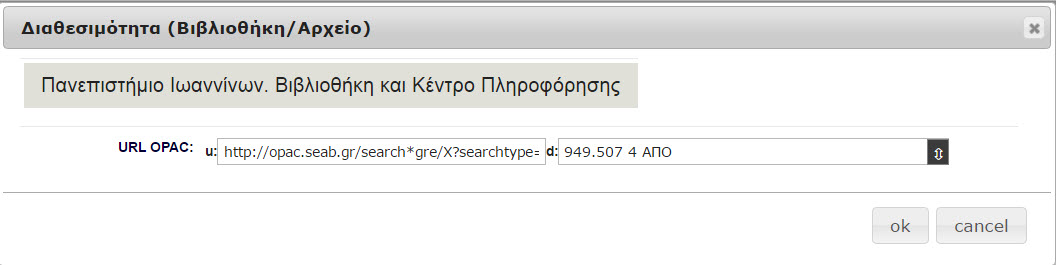 Διαθεσιμότητα (Βιβλιοθήκη/Αρχείο)
Πανεπιστήμιο Ιωαννίνων. Βιβλιοθήκη και Κέντρο Πληροφόρησης
URL OPAC: u: http://opac.seab.gr/search*gre/X?searchtype= d: 949.507 4 ΑΠΟ
ok cancel